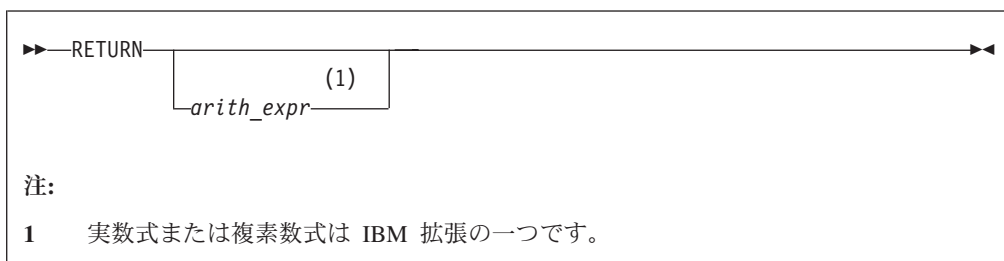 RETURN
(1)
arith_expr
注:
1 実数式または複素数式は IBM 拡張の一つです。